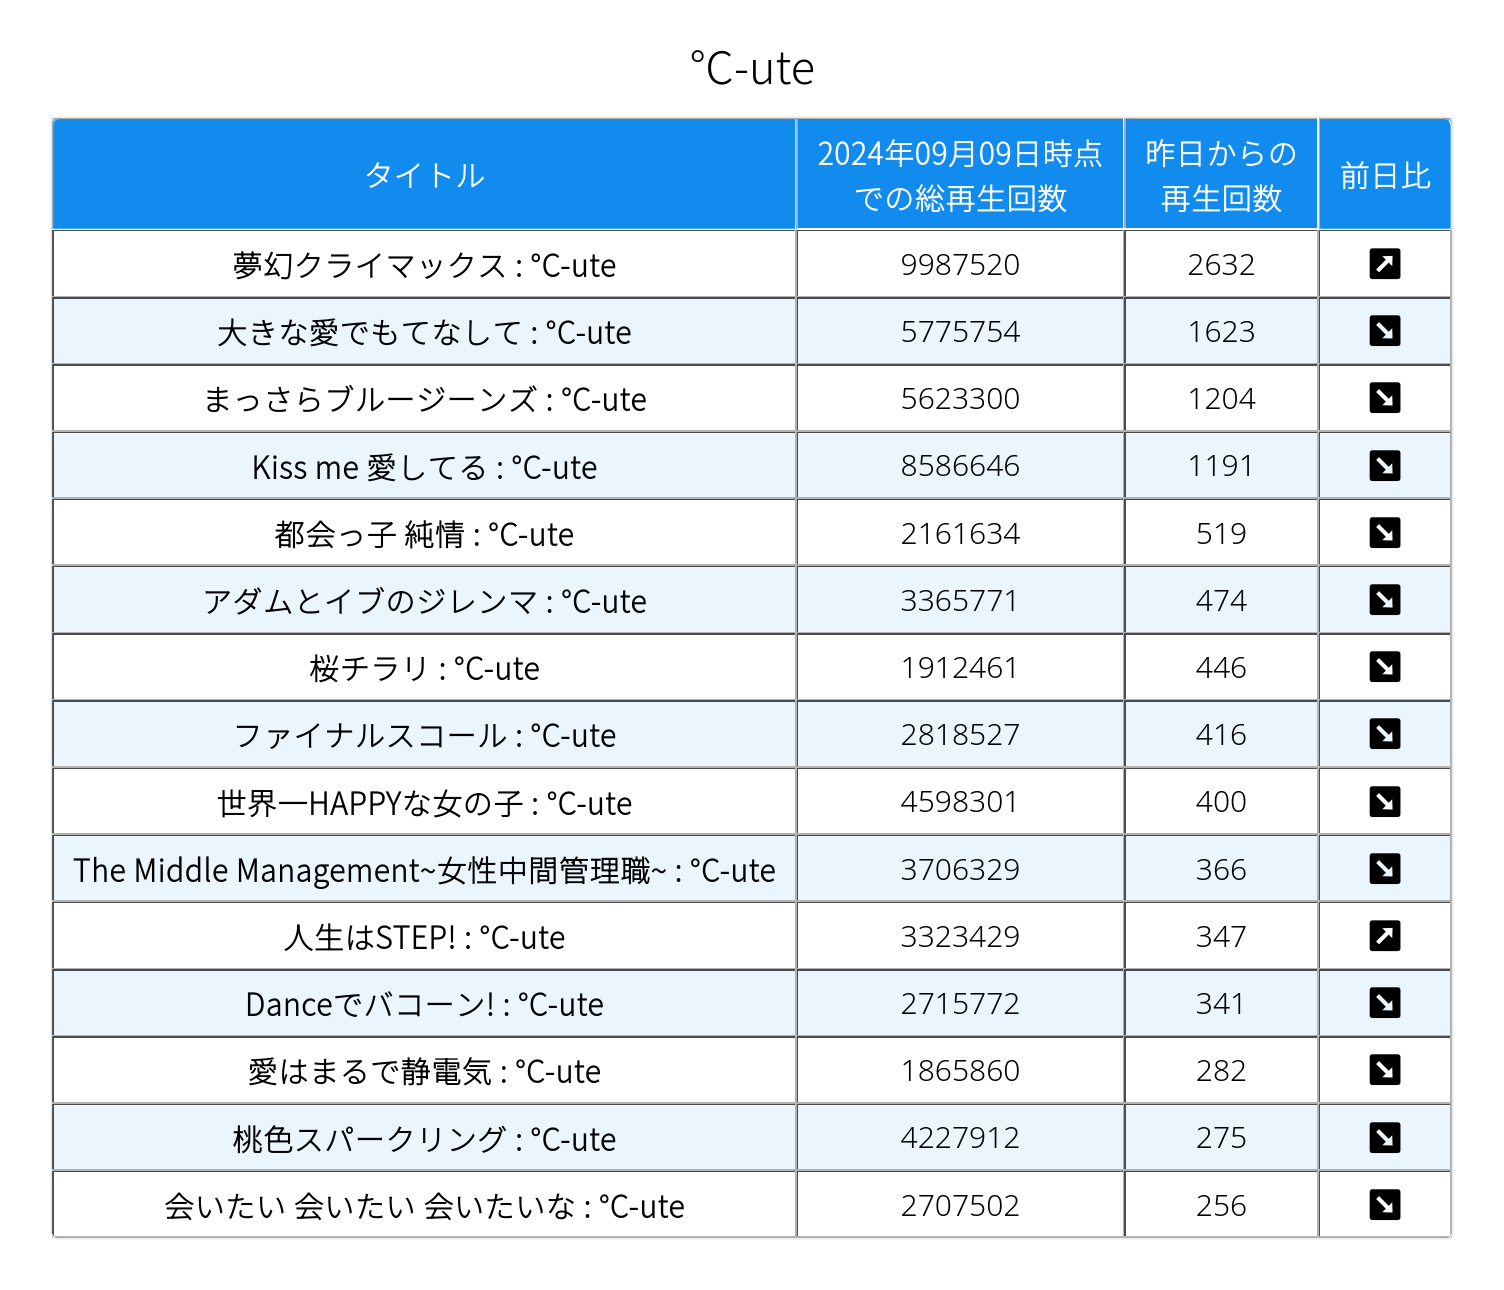 °C-ute
タイトル 2024年09月09日時点での総再生回数 昨日からの再生回数 前日比
夢幻クライマックス : °C-ute 9987520 2632 ↗
大きな愛でもてなして : °C-ute 5775754 1623 ↘
まっさらブルージーンズ : °C-ute 5623300 1204 ↘
Kiss me 愛してる : °C-ute 8586646 1191 ↘
都会っ子 純情 : °C-ute 2161634 519 ↘
アダムとイブのジレンマ : °C-ute 3365771 474 ↘
桜チラリ : °C-ute 1912461 446 ↘
ファイナルスコール : °C-ute 2818527 416 ↘
世界一HAPPYな女の子 : °C-ute 4598301 400 ↘
The Middle Management~女性中間管理職~ : °C-ute 3706329 366 ↘
人生はSTEP! : °C-ute 3323429 347 ↗
Danceでバコーン! : °C-ute 2715772 341 ↘
愛はまるで静電気 : °C-ute 1865860 282 ↘
桃色スパークリング : °C-ute 4227912 275 ↘
会いたい 会いたい 会いたいな : °C-ute 2707502 256 ↘